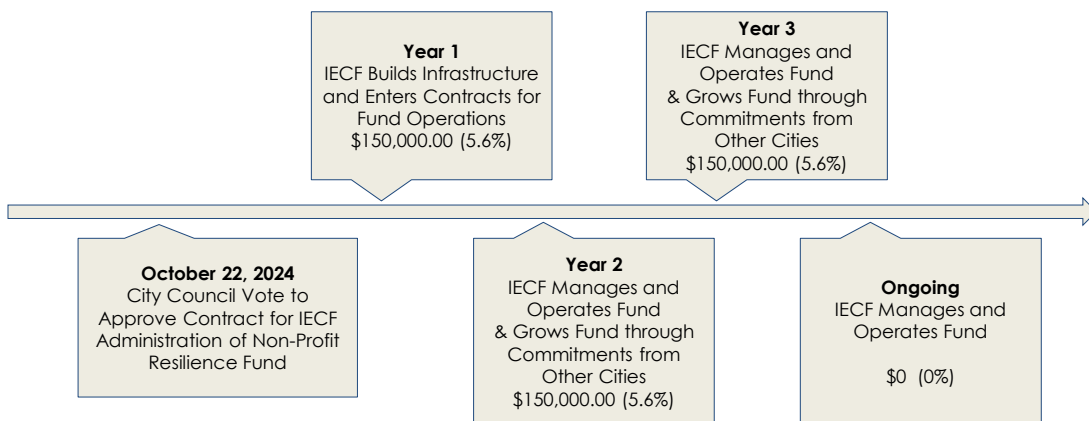 Year 1
IECF Builds Infrastructure
and Enters Contracts for
Fund Operations
$150,000.00 (5.6%)
Year 3
IECF Manages and
Operates Fund
& Grows Fund through
Commitments from
Other Cities
$150,000.00 (5.6%)
October 22, 2024
City Council Vote to
Approve Contract for IECF
Administration of Non-Profit
Resilience Fund
Year 2
IECF Manages and
Operates Fund
& Grows Fund through
Commitments from
Other Cities
$150,000.00 (5.6%)
Ongoing
IECF Manages and
Operates Fund
$0 (0%)